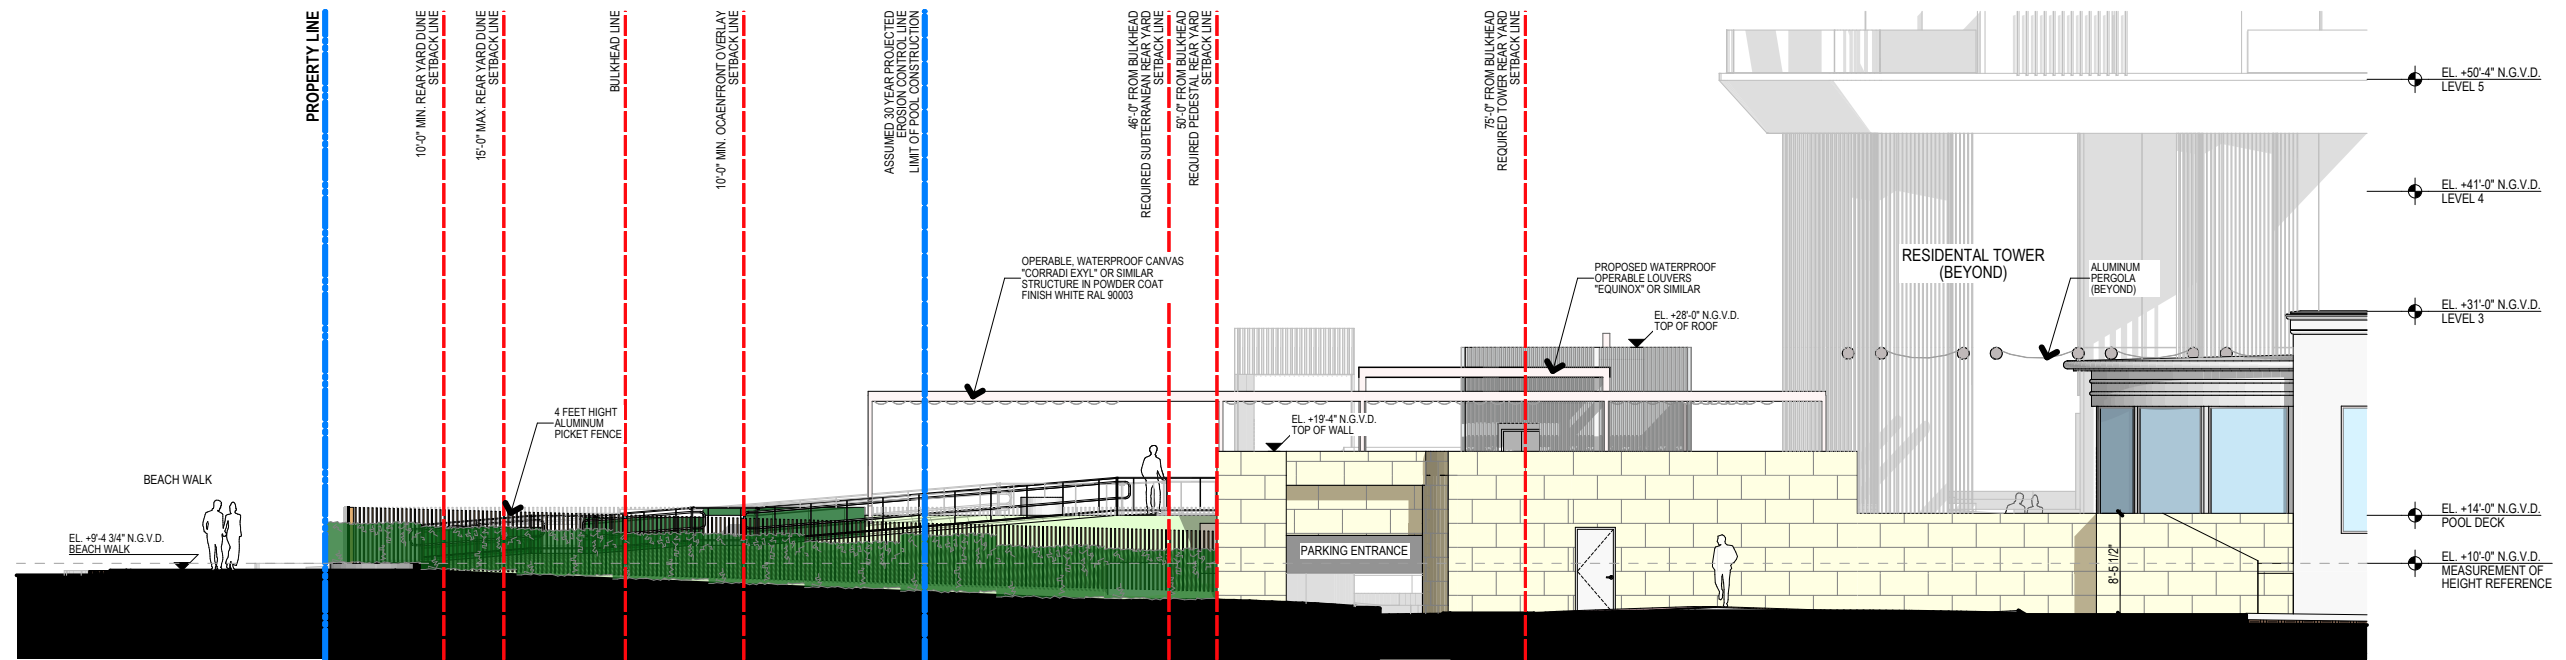 PROPERTY LINE
10'-0" MIN. REAR YARD DUNE
SETBACK LINE
15'-0" MAX. REAR YARD DUNE
SETBACK LINE
BULKHEAD LINE
10'-0" MIN. OCAENFRONT OVERLAY
SETBACK LINE
ASSUMED 30 YEAR PROJECTED
EROSION CONTROL LINE
LIMIT OF POOL CONSTRUCTION
46'-0" FROM BULKHEAD
REQUIRED SUBTERRANEAN REAR YARD
SETBACK LINE
50'-0" FROM BULKHEAD
REQUIRED PEDESTAL REAR YARD
SETBACK LINE
75'-0" FROM BULKHEAD
REQUIRED TOWER REAR YARD
SETBACK LINE
EL. +50'-4" N.G.V.D.
LEVEL 5
EL. +41'-0" N.G.V.D.
LEVEL 4
EL. +31'-0" N.G.V.D.
LEVEL 3
EL. +14'-0" N.G.V.D.
POOL DECK
EL. +10'-0" N.G.V.D.
MEASUREMENT OF
HEIGHT REFERENCE
OPERABLE, WATERPROOF CANVAS
"CORRADI EXYL" OR SIMILAR
STRUCTURE IN POWDER COAT
FINISH WHITE RAL 90003
PROPOSED WATERPROOF
OPERABLE LOUVERS
"EQUINOX" OR SIMILAR
RESIDENTAL TOWER
(BEYOND)
ALUMINUM
PERGOLA
(BEYOND)
EL. +28'-0" N.G.V.D.
TOP OF ROOF
4 FEET HIGHT
ALUMINUM
PICKET FENCE
EL. +19'-4" N.G.V.D.
TOP OF WALL
BEACH WALK
EL. +9'-4 3/4" N.G.V.D.
BEACH WALK
PARKING ENTRANCE
8'-5 1/2"